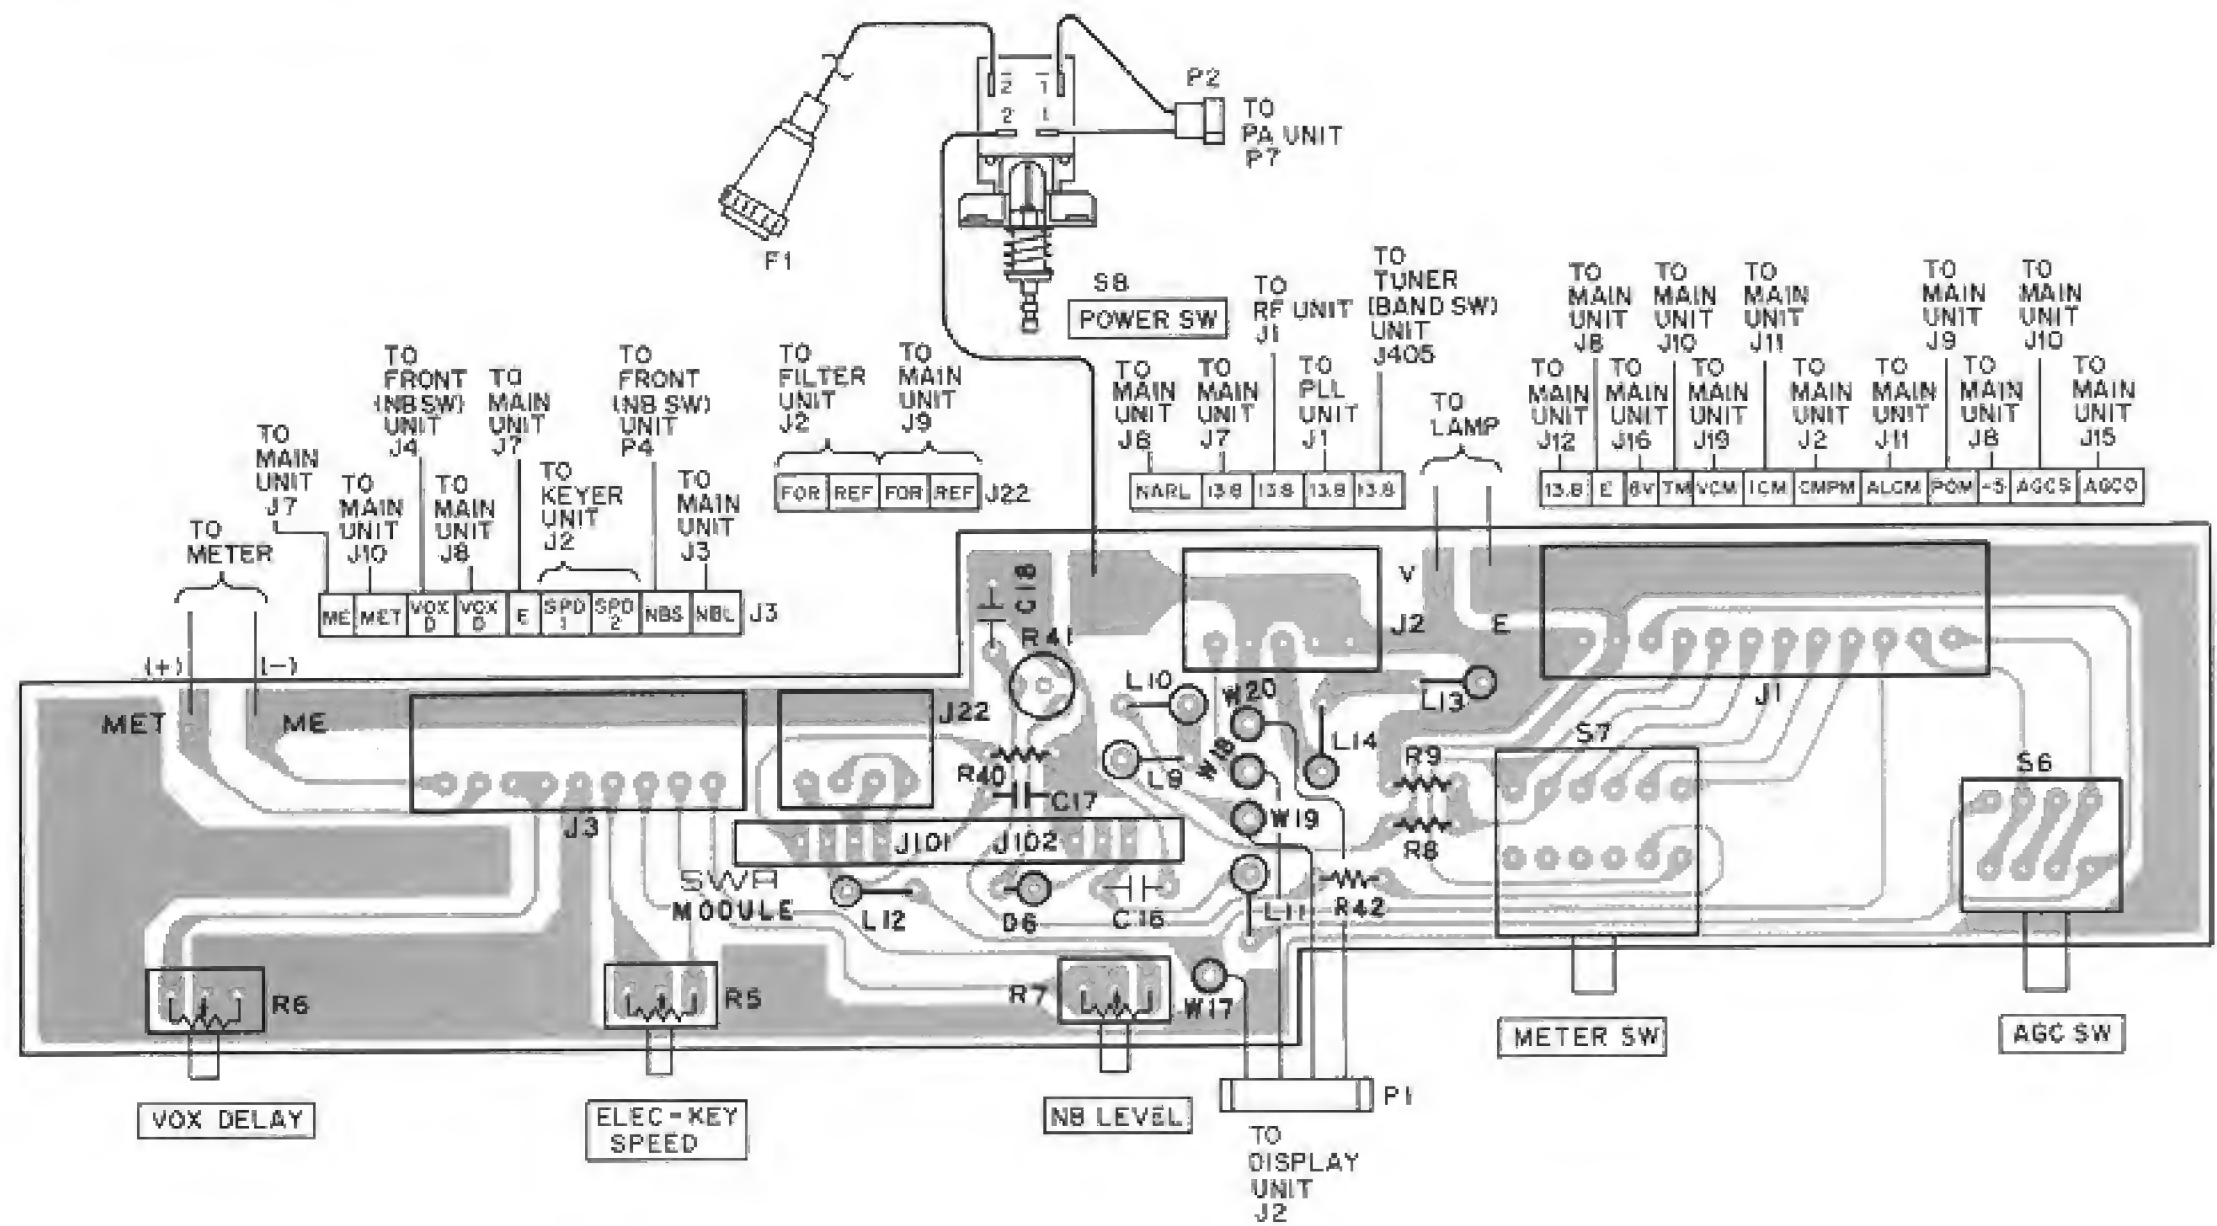 2 1
2 1
P2
TO
PA UNIT
P7
F1
S8
POWER SW
TO
METER
TO
MAIN
UNIT
J7
TO
MAIN
UNIT
J10
TO
FRONT
(NB SW)
UNIT
J4
TO
MAIN
UNIT
J8
TO
MAIN
UNIT
J7
TO
KEYER
UNIT
J2
TO
FRONT
(NB SW)
UNIT
P4
TO
MAIN
UNIT
J3
ME MET VOX D VOX D E SPD 1 SPD 2 NBS NBL J3
TO
FILTER
UNIT
J2
TO
MAIN
UNIT
J9
FOR REF FOR REF J22
TO
MAIN
UNIT
J6
TO
MAIN
UNIT
J7
TO
RF UNIT
J1
TO
PLL
UNIT
J1
TO
TUNER
(BAND SW)
UNIT
J405
NARL 13.8 13.8 13.8 13.8
TO
LAMP
TO
MAIN
UNIT
J12
TO
MAIN
UNIT
J8
TO
MAIN
UNIT
J16
TO
MAIN
UNIT
J10
TO
MAIN
UNIT
J19
TO
MAIN
UNIT
J11
TO
MAIN
UNIT
J2
TO
MAIN
UNIT
J11
TO
MAIN
UNIT
J9
TO
MAIN
UNIT
J8
TO
MAIN
UNIT
J10
TO
MAIN
UNIT
J15
13.8 E 8V TM VCM ICM CMPM ALCM POM -5 AGCS AGCO
(+) (-)
MET ME
J3
J22
C18
R41
R40
C17
J101 J102
SWR
MODULE
L12
D6
C16
L10
L9
W20
W18
W19
L11
L14
L13
V
J2
E
J1
R9
R8
R42
S7
S6
R6
R5
R7
W17
VOX DELAY
ELEC-KEY
SPEED
NB LEVEL
METER SW
AGC SW
P1
TO
DISPLAY
UNIT
J2